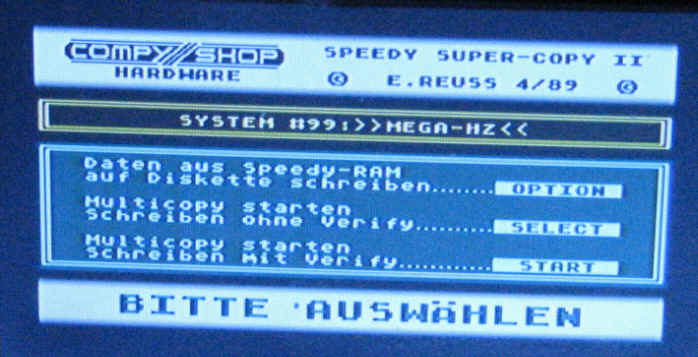 COMPY//SHOP SPEEDY SUPER-COPY II
HARDWARE © E.REUSS 4/89 ©
SYSTEM #99:>>MEGA-HZ<<
Daten aus Speedy-RAM
auf Diskette schreiben........ OPTION
Multicopy starten
Schreiben ohne Verify......... SELECT
Multicopy starten
Schreiben mit Verify.......... START
BITTE AUSWÄHLEN